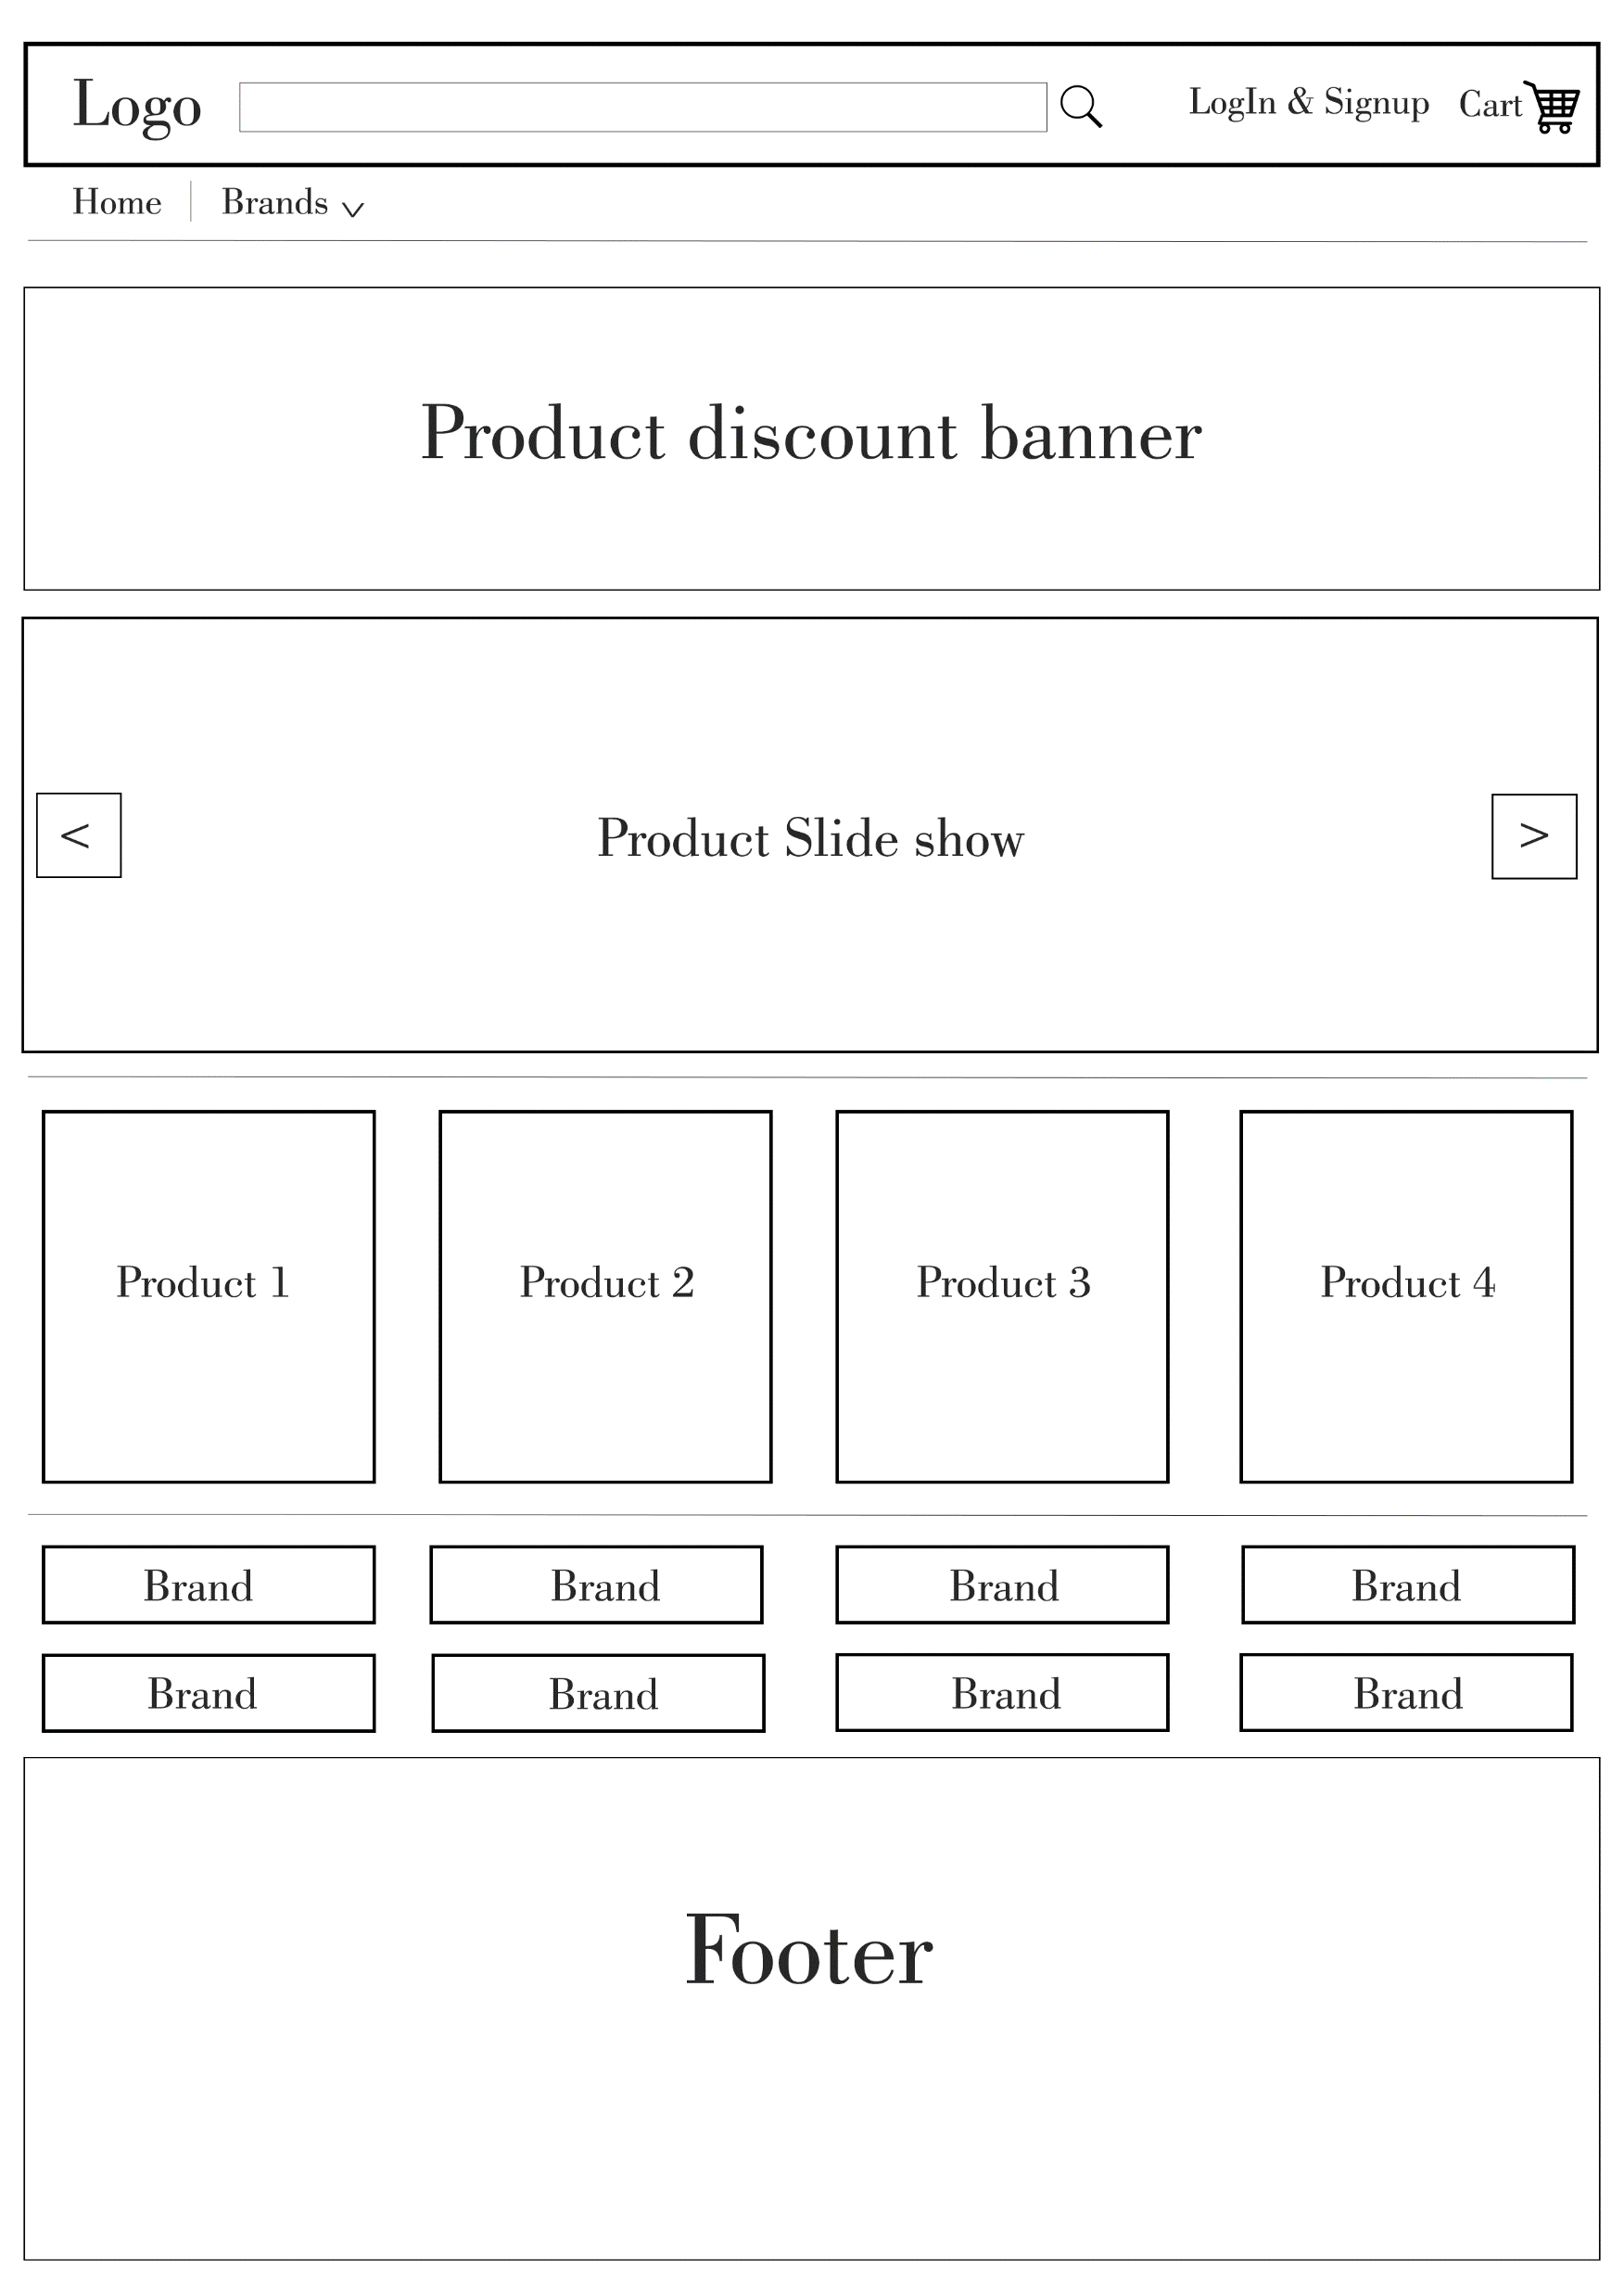 Logo
LogIn & Signup Cart
Home Brands
Product discount banner
< Product Slide show >
Product 1 Product 2 Product 3 Product 4
Brand Brand Brand Brand
Brand Brand Brand Brand
Footer